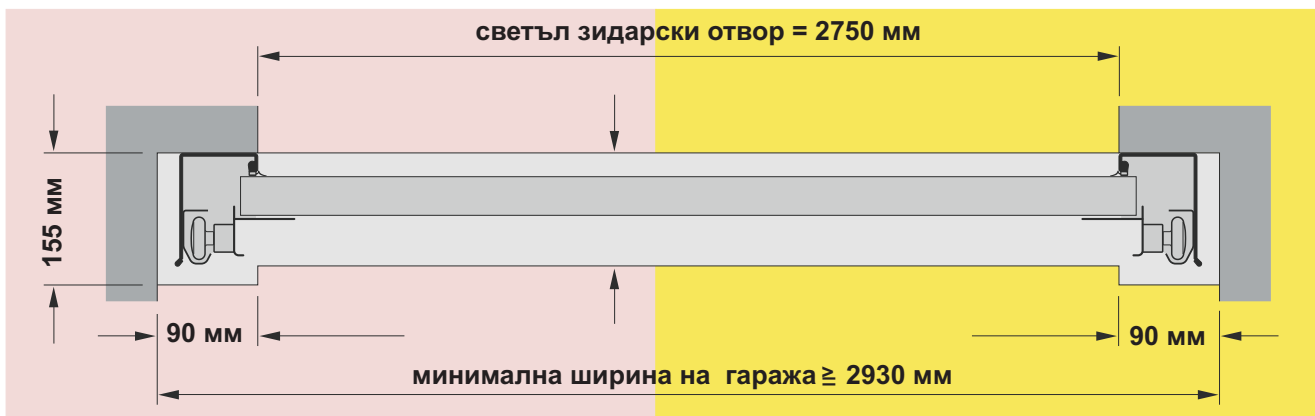 светъл зидарски отвор = 2750 мм
155 мм
90 мм
90 мм
минимална ширина на гаража ≧ 2930 мм